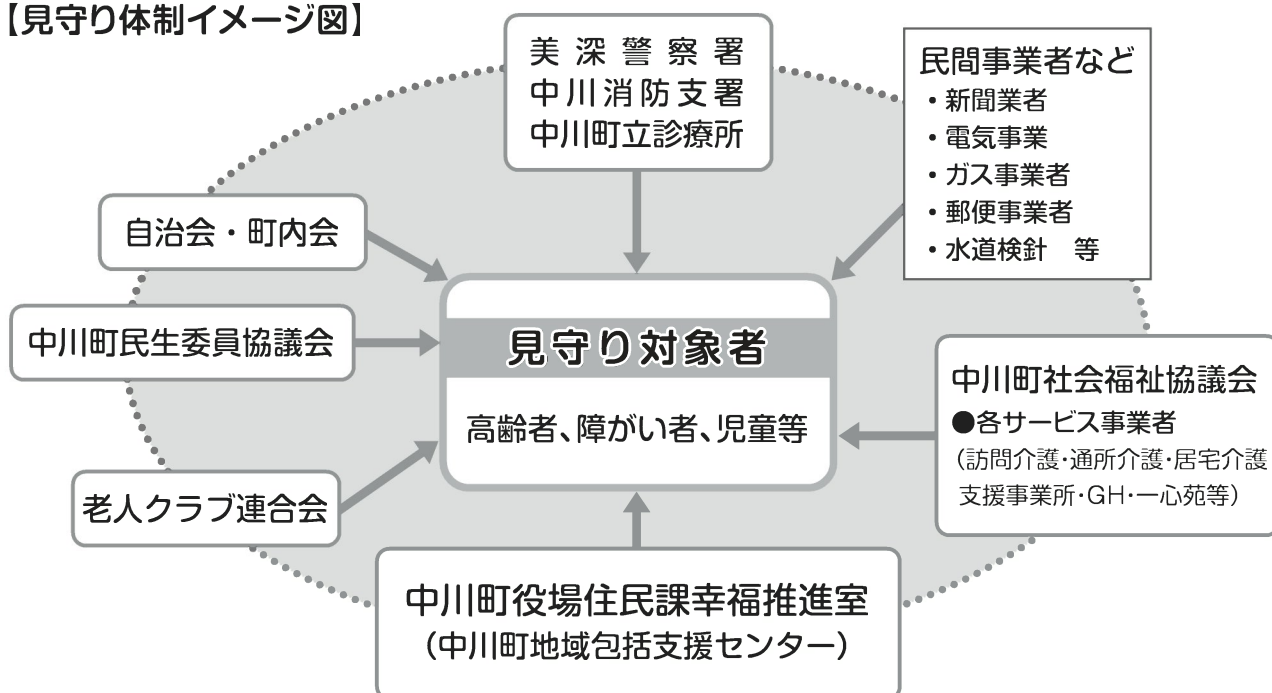 【見守り体制イメージ図】
美深警察署
中川消防支署
中川町立診療所
民間事業者など
・新聞業者
・電気事業
・ガス事業者
・郵便事業者
・水道検針　等
自治会・町内会
中川町民生委員協議会
老人クラブ連合会
見守り対象者
高齢者、障がい者、児童等
中川町社会福祉協議会
●各サービス事業者
（訪問介護・通所介護・居宅介護
支援事業所・GH・一心苑等）
中川町役場住民課幸福推進室
（中川町地域包括支援センター）